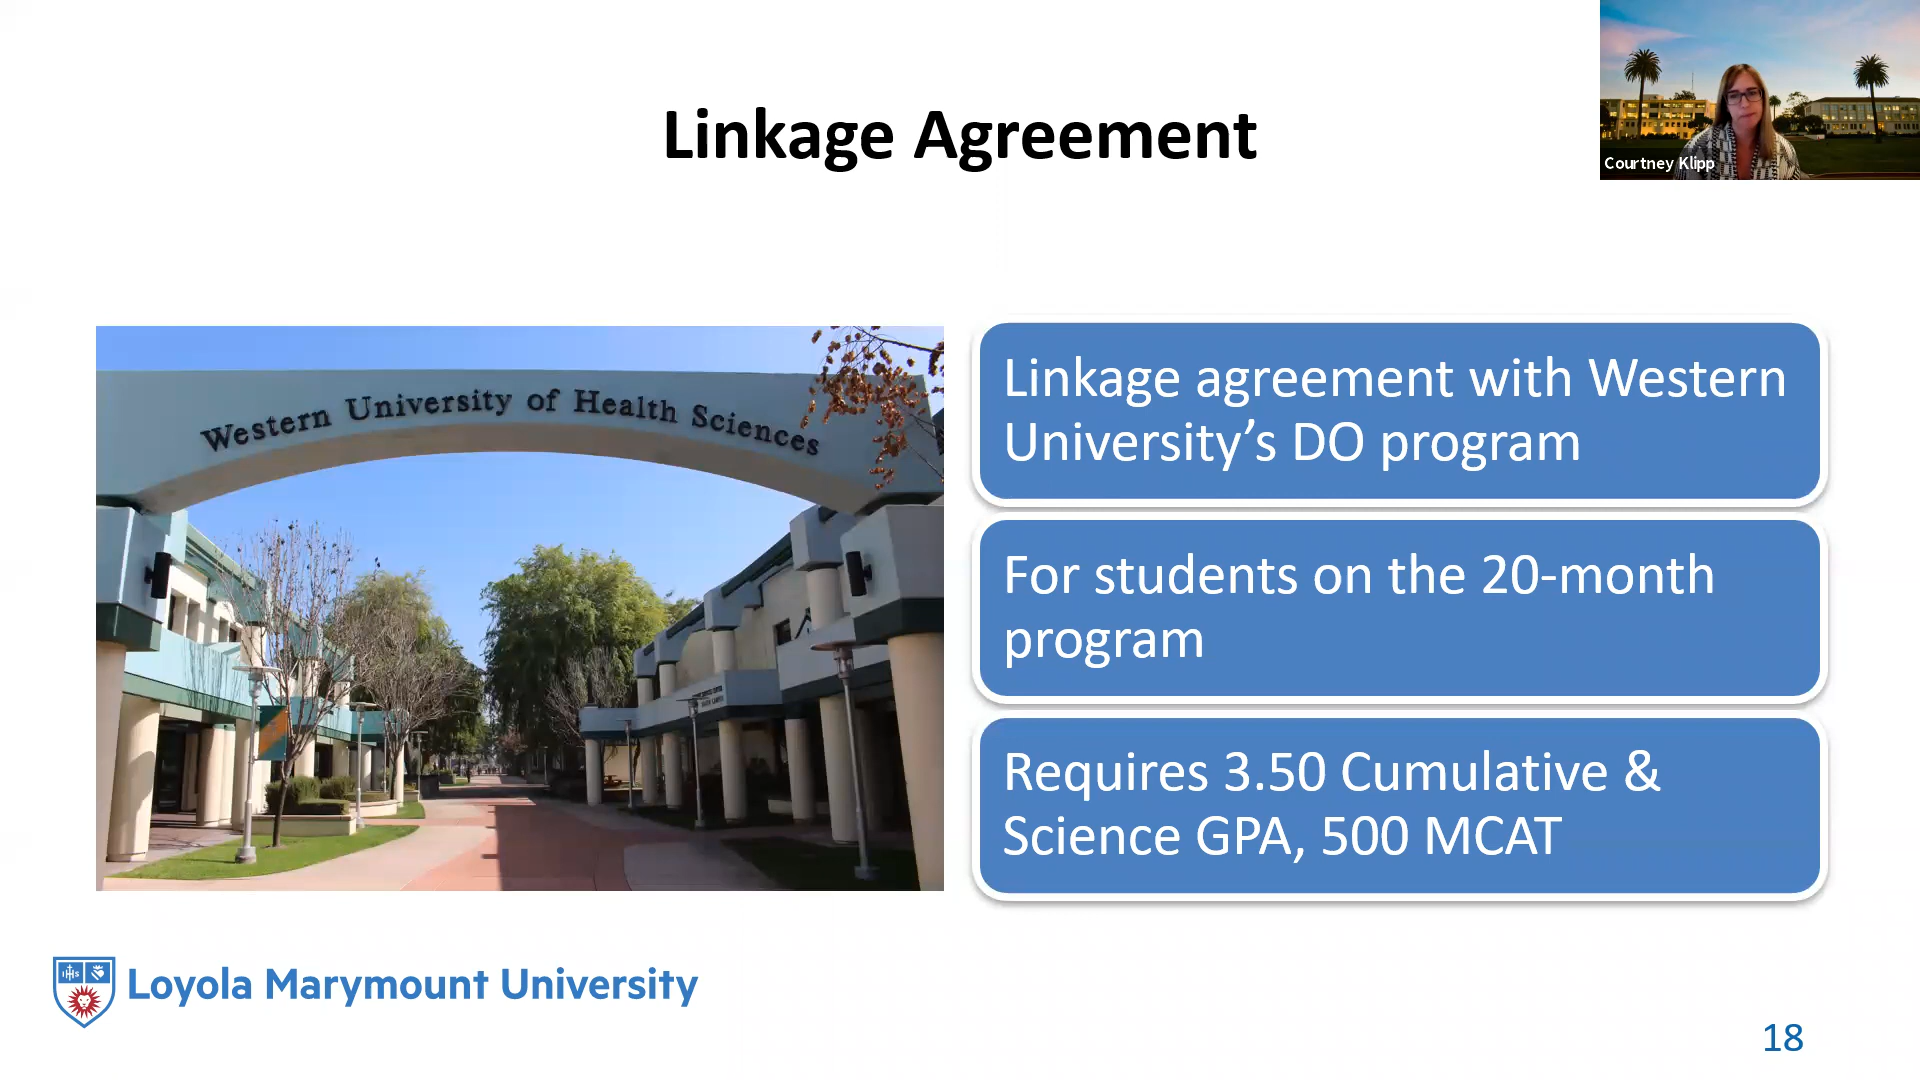 Linkage Agreement
Courtney Klipp
Western University of Health Sciences
Linkage agreement with Western
University’s DO program
For students on the 20-month
program
Requires 3.50 Cumulative &
Science GPA, 500 MCAT
IHS
Loyola Marymount University
18